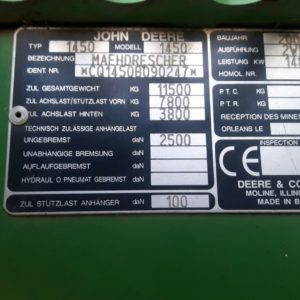 JOHN DEERE
TYP 1450 MODELL 1450
BEZEICHNUNG MAEHDRESCHER
IDENT. NR. *CQ1450B090247*
ZUL GESAMTGEWICHT KG 11500
ZUL ACHSLAST/STÜTZLAST VORN KG 7800
ZUL ACHSLAST HINTEN KG 3800
TECHNISCH ZULÄSSIGE ANHÄNGELAST
UNGEBREMST daN 2500
UNABHÄNGIGE BREMSUNG daN
AUFLAUFGEBREMST daN
HYDRAUL O PNEUMAT GEBREMST daN
ZUL STÜTZLAST ANHÄNGER daN 100
BAUJAHR
AUSFÜHRUNG
LEISTUNG KW
HOMOL. NR.
P.T.C. KG
P.T.R. KG
RECEPTION DES MINES
ORLEANS LE
INSPECTION
CE
DEERE & CO
MOLINE, ILLIN
MADE IN B